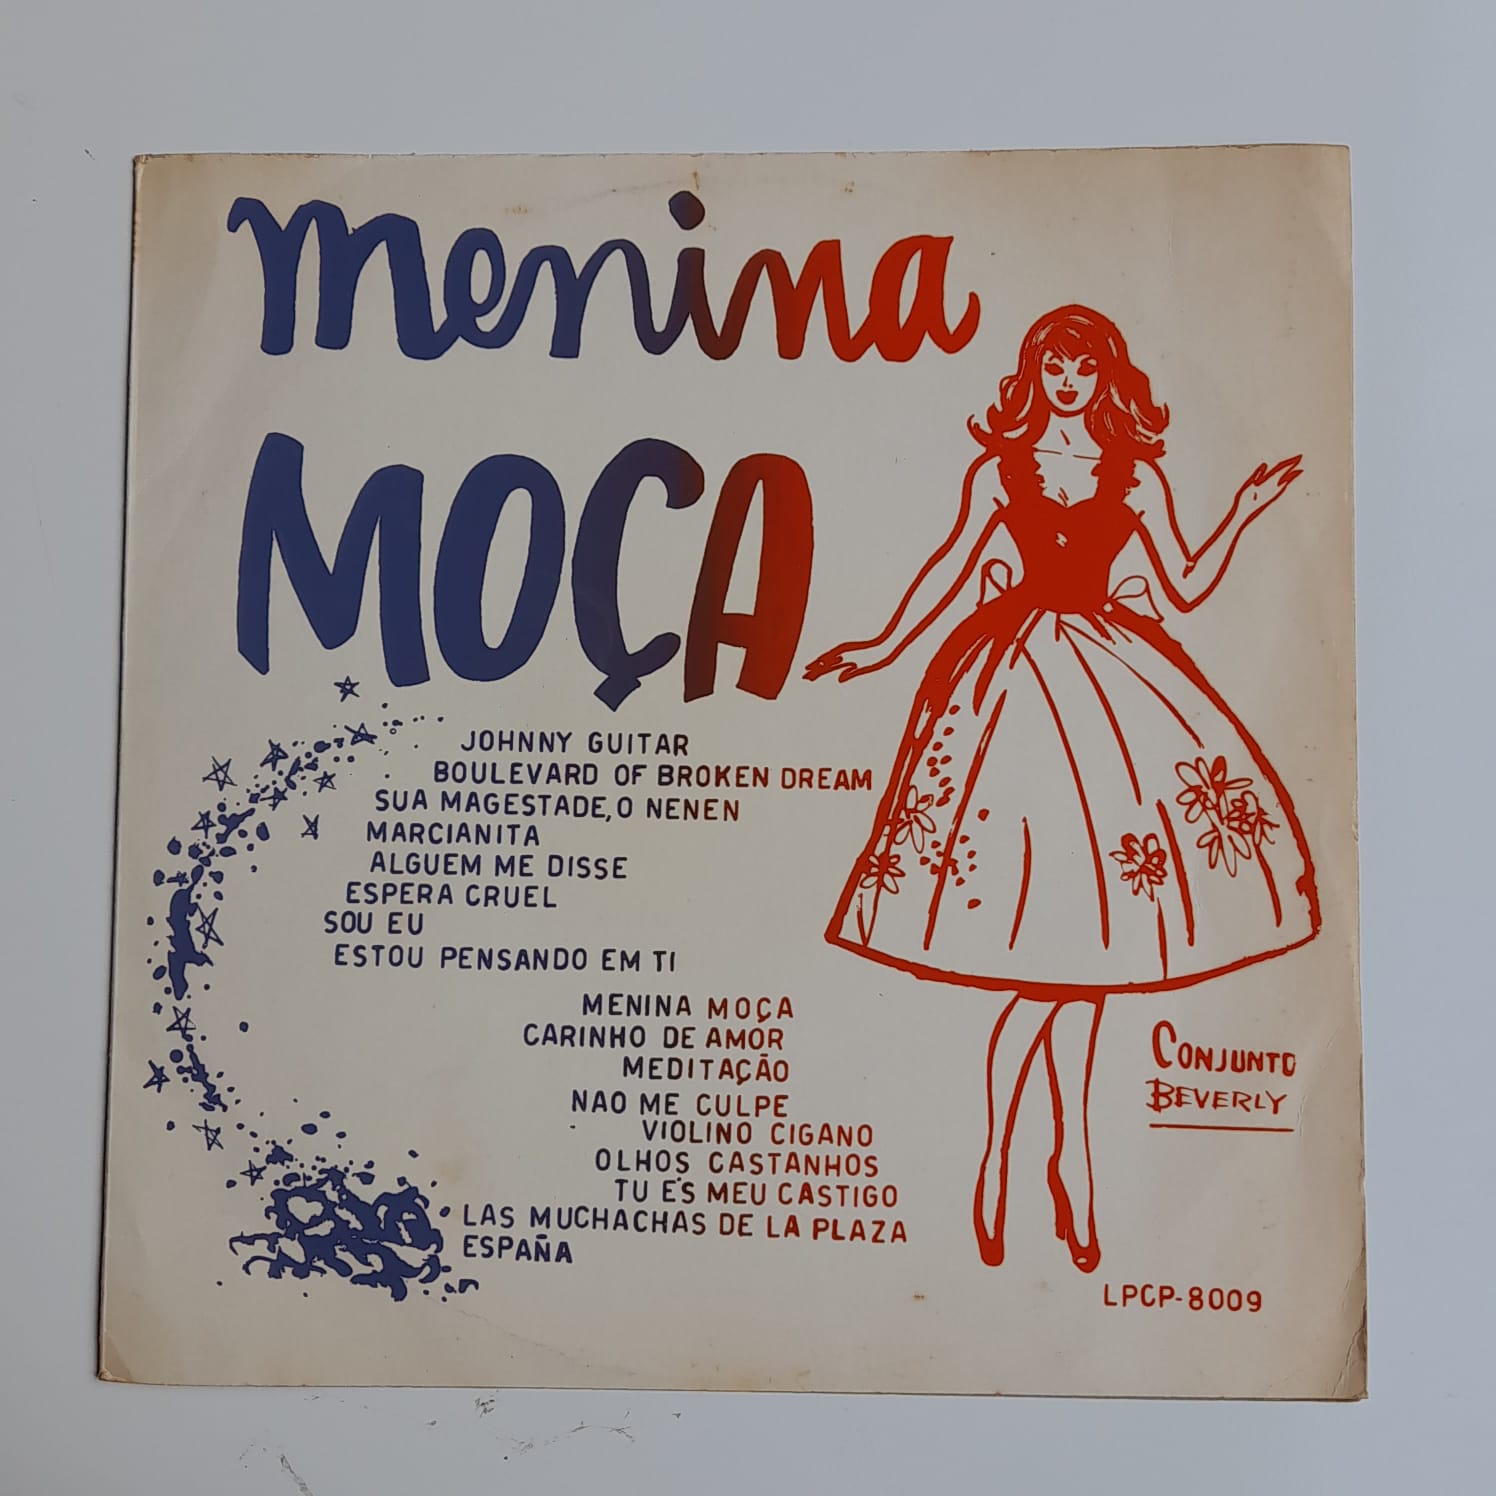 menina
MOÇA
JOHNNY GUITAR
BOULEVARD OF BROKEN DREAM
SUA MAGESTADE, O NENEN
MARCIANITA
ALGUEM ME DISSE
ESPERA CRUEL
SOU EU
ESTOU PENSANDO EM TI
MENINA MOÇA
CARINHO DE AMOR
MEDITAÇÃO
NAO ME CULPE
VIOLINO CIGANO
OLHOS CASTANHOS
TU ES MEU CASTIGO
LAS MUCHACHAS DE LA PLAZA
ESPAÑA
CONJUNTO
BEVERLY
LPCP-8009